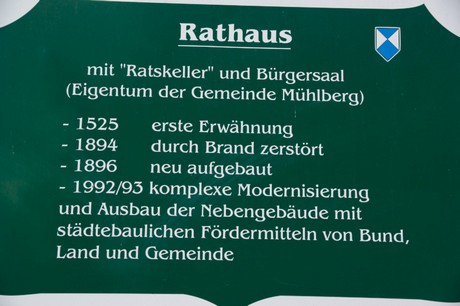 Rathaus
mit "Ratskeller" und Bürgersaal
(Eigentum der Gemeinde Mühlberg)
- 1525 erste Erwähnung
- 1894 durch Brand zerstört
- 1896 neu aufgebaut
- 1992/93 komplexe Modernisierung
und Ausbau der Nebengebäude mit
städtebaulichen Fördermitteln von Bund,
Land und Gemeinde